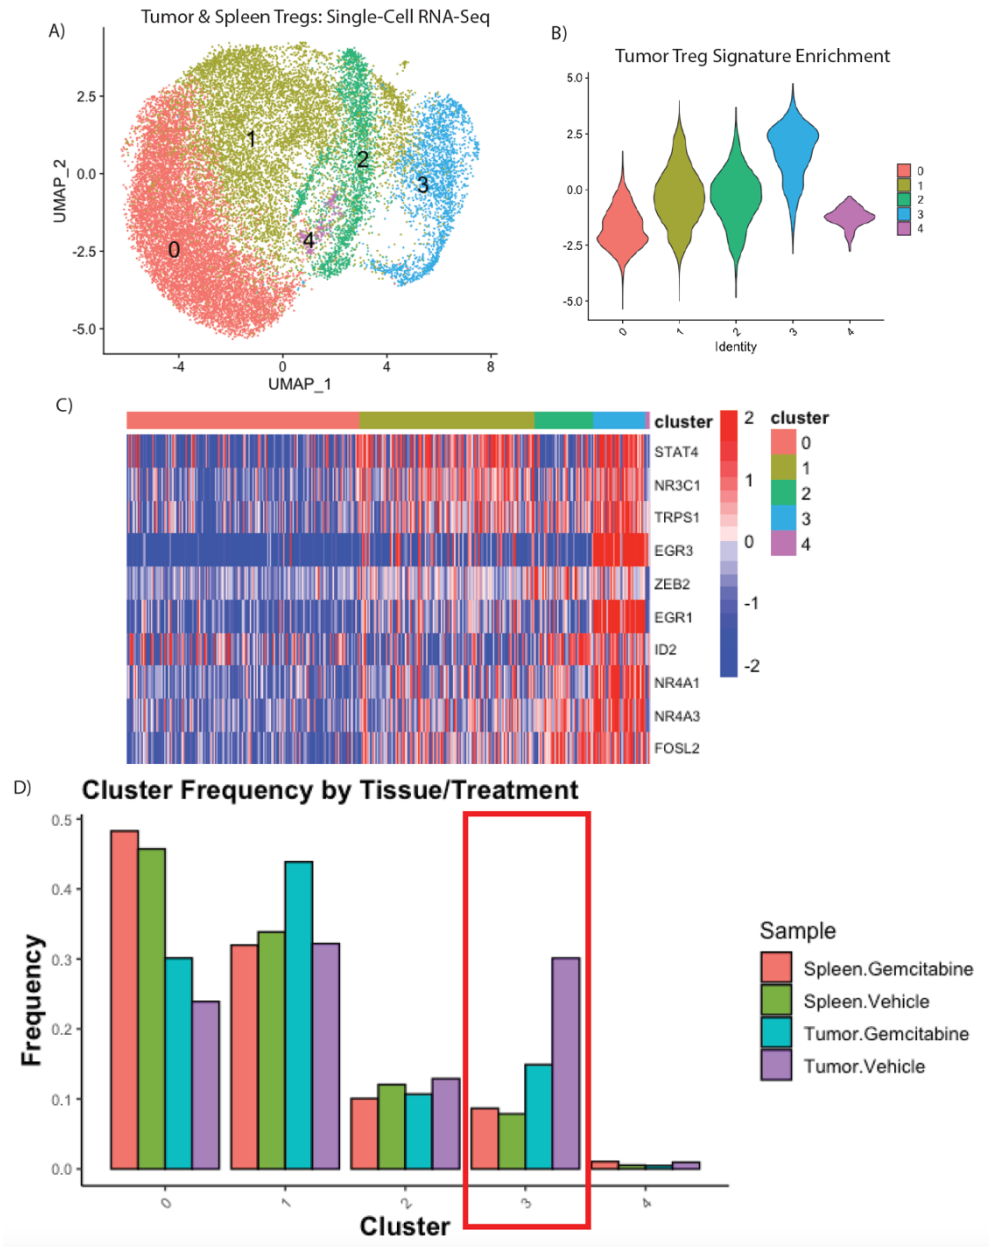 Tumor & Spleen Tregs: Single-Cell RNA-Seq
A)
UMAP_2
2.5
0.0
-2.5
-5.0
-4
0
4
8
UMAP_1
0
1
2
3
4
B)
Tumor Treg Signature Enrichment
5.0
2.5
0.0
-2.5
-5.0
0
1
2
3
4
Identity
0
1
2
3
4
C)
cluster
STAT4
NR3C1
TRPS1
EGR3
ZEB2
EGR1
ID2
NR4A1
NR4A3
FOSL2
2
1
0
-1
-2
cluster
0
1
2
3
4
D)
Cluster Frequency by Tissue/Treatment
Frequency
0.5
0.4
0.3
0.2
0.1
0.0
0
1
2
3
4
Cluster
Sample
Spleen.Gemcitabine
Spleen.Vehicle
Tumor.Gemcitabine
Tumor.Vehicle